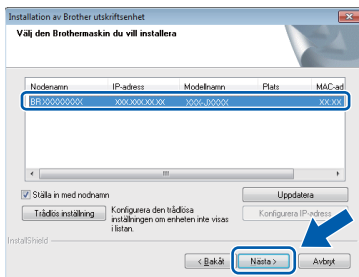 Installation av Brother utskriftsenhet
Välj den Brothermaskin du vill installera
Nodenamn IP-adress Modellnamn Plats MAC-ad
BRXXXXXXXX XXX.XXX.XX.XX XXX-JXXXX XX:XX
Ställa in med nodnamn
Uppdatera
Trådlös inställning
Konfigurera den trådlösa
inställningen om enheten inte visas
i listan.
Konfigurera IP-adress
InstallShield
< Bakåt
Nästa >
Avbryt